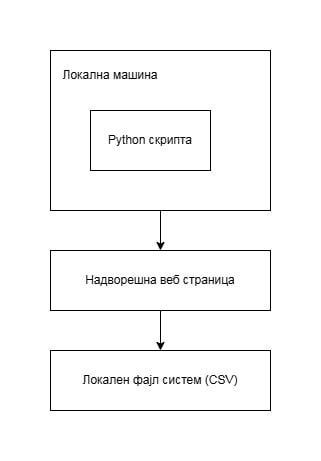 Локална машина
Python скрипта
Надворешна веб страница
Локален фајл систем (CSV)